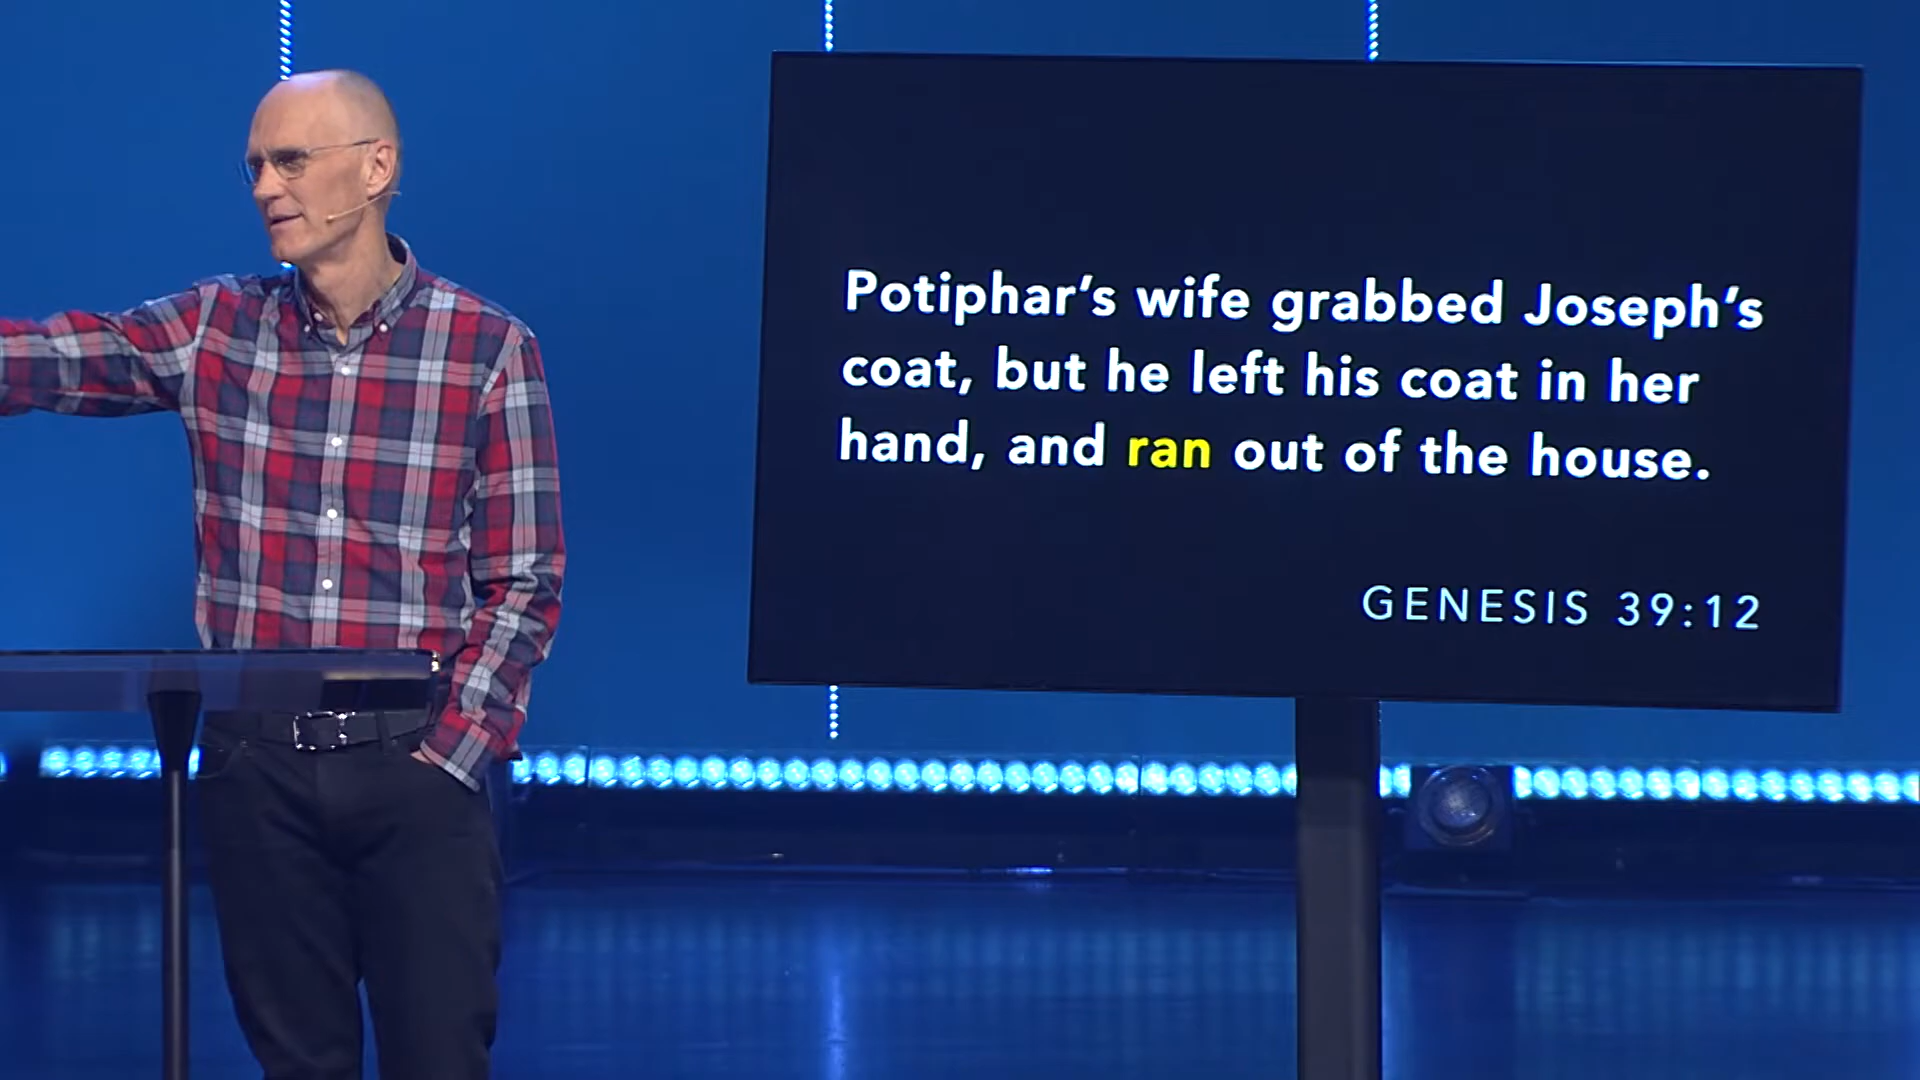 Potiphar’s wife grabbed Joseph’s
coat, but he left his coat in her
hand, and ran out of the house.
GENESIS 39:12